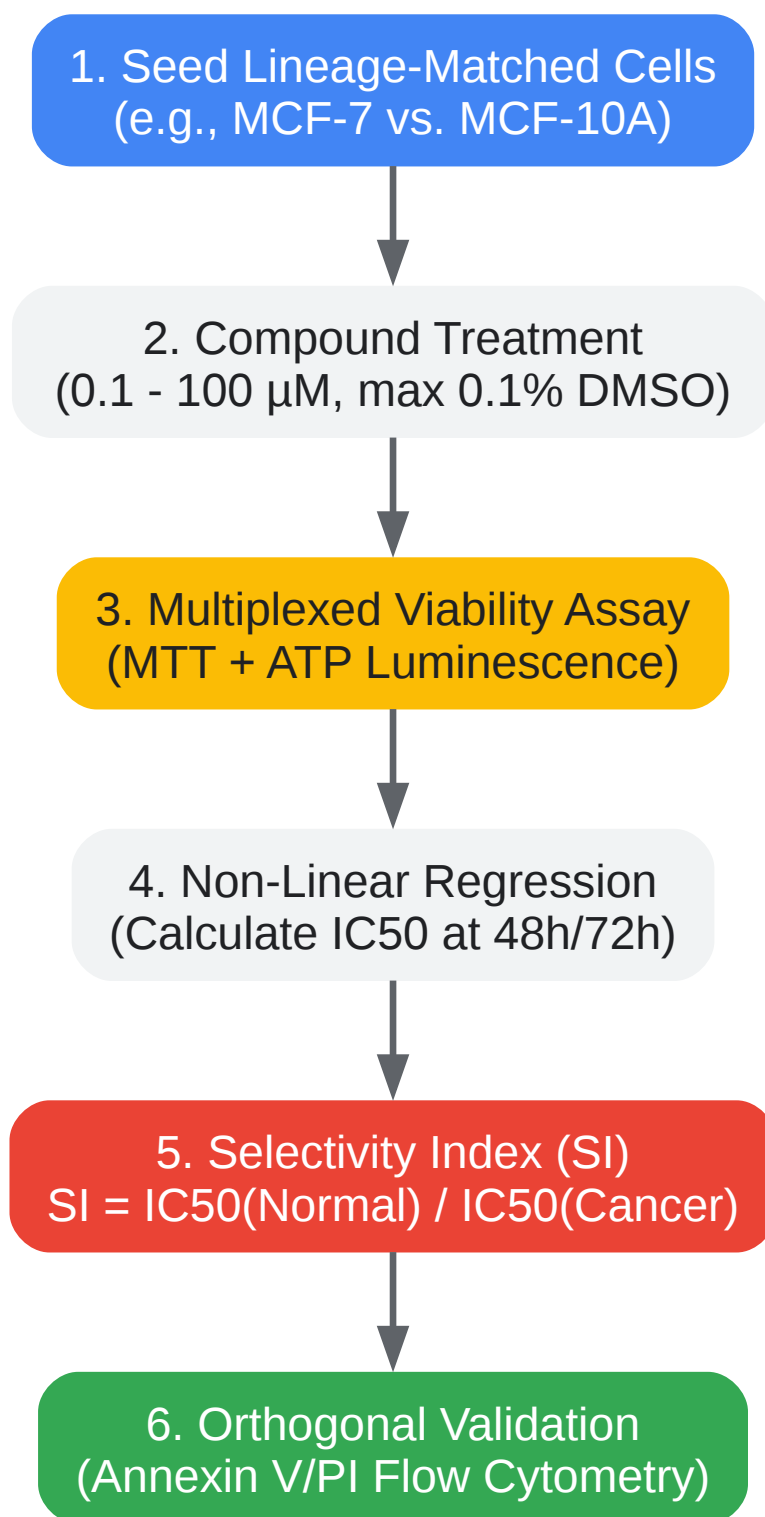 1. Seed Lineage-Matched Cells
(e.g., MCF-7 vs. MCF-10A)
2. Compound Treatment
(0.1 - 100 µM, max 0.1% DMSO)
3. Multiplexed Viability Assay
(MTT + ATP Luminescence)
4. Non-Linear Regression
(Calculate IC50 at 48h/72h)
5. Selectivity Index (SI)
SI = IC50(Normal) / IC50(Cancer)
6. Orthogonal Validation
(Annexin V/PI Flow Cytometry)